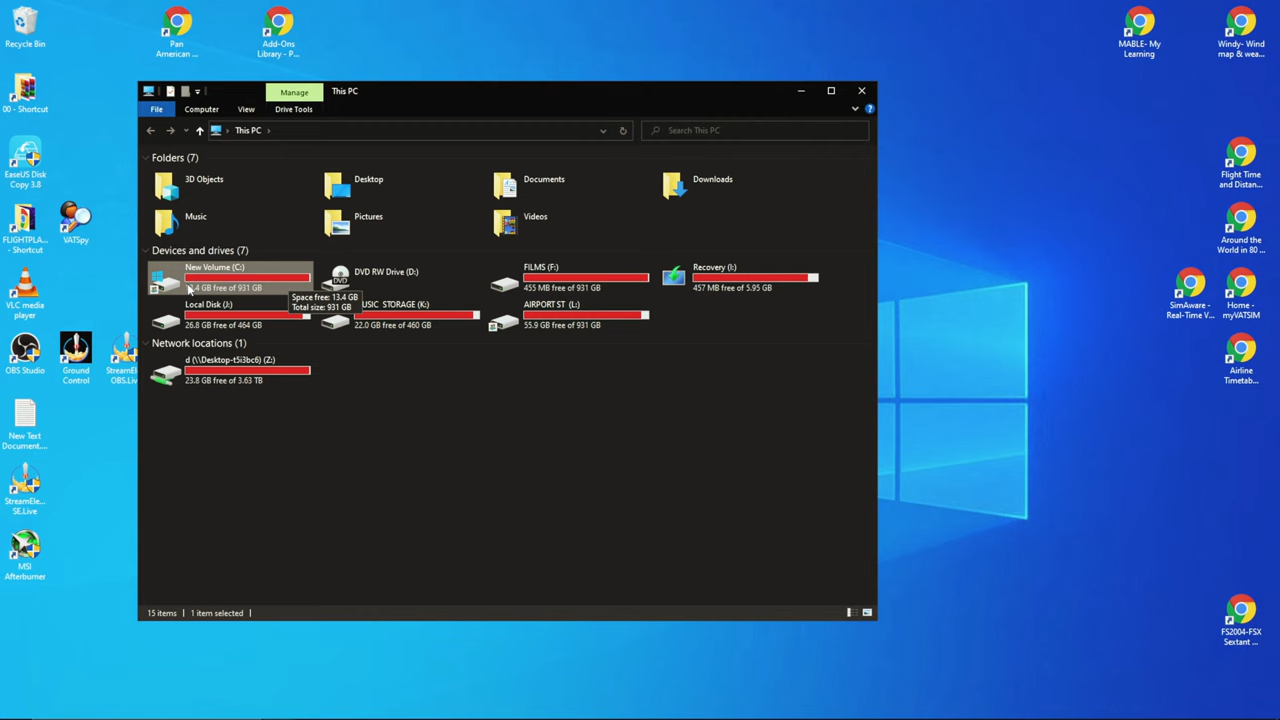 Recycle Bin
Pan
American ...
Add-Ons
Library - P...
MABLE- My
Learning
Windy- Wind
map & wea...
00 - Shortcut
EaseUS Disk
Copy 3.8
FLIGHTPLA...
- Shortcut
VATSpy
VLC media
player
OBS Studio
Ground
Control
StreamEle...
OBS.Live
New Text
Document....
StreamEle...
SE.Live
MSI
Afterburner
Manage
This PC
File
Computer
View
Drive Tools
This PC
Search This PC
Folders (7)
3D Objects
Desktop
Documents
Downloads
Music
Pictures
Videos
Devices and drives (7)
New Volume (C:)
.4 GB free of 931 GB
DVD RW Drive (D:)
DVD
FILMS (F:)
455 MB free of 931 GB
Recovery (I:)
457 MB free of 5.95 GB
Space free: 13.4 GB
Total size: 931 GB
Local Disk (J:)
26.8 GB free of 464 GB
USIC STORAGE (K:)
22.0 GB free of 460 GB
AIRPORT ST (L:)
55.9 GB free of 931 GB
Network locations (1)
d (\\Desktop-t5i3bc6) (Z:)
23.8 GB free of 3.63 TB
15 items
1 item selected
Flight Time
and Distan...
Around the
World in 80 ...
SimAware -
Real-Time V...
Home -
myVATSIM
Airline
Timetab...
FS2004-FSX
Sextant ...